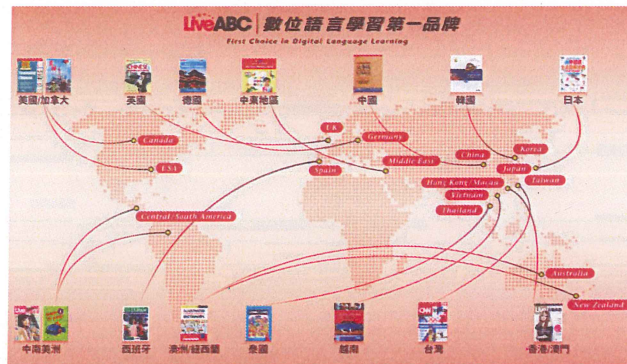 LiveABC 數位語言學習第一品牌
First Choice in Digital Language Learning
美國/加拿大
英國
德國
中東地區
中國
韓國
日本
Canada
USA
UK
Germany
Spain
Middle East
China
Korea
Japan
Taiwan
Hong Kong/Macau
Vietnam
Thailand
Central/South America
Australia
New Zealand
中南美洲
西班牙
澳洲/紐西蘭
泰國
越南
台灣
香港/澳門